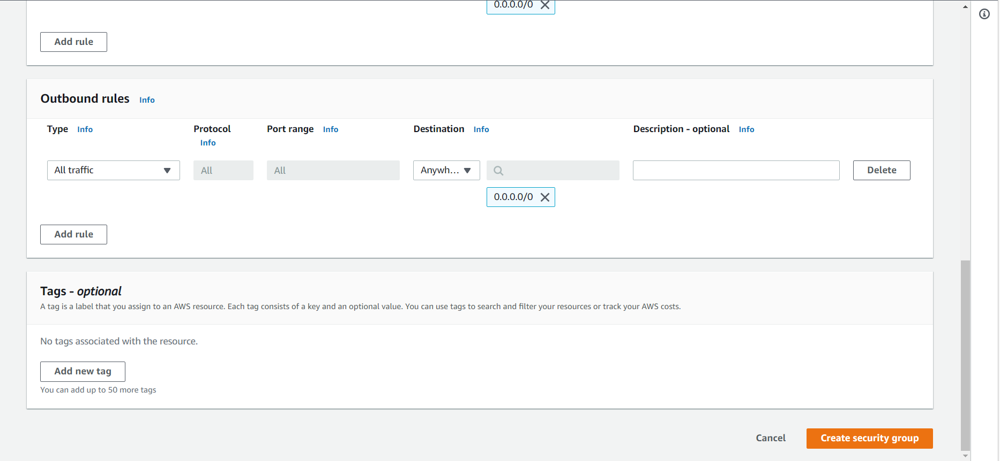 0.0.0.0/0
Add rule
Outbound rules Info
Type Info Protocol Info Port range Info Destination Info Description - optional Info
All traffic All All Anywh... Delete
0.0.0.0/0
Add rule
Tags - optional
A tag is a label that you assign to an AWS resource. Each tag consists of a key and an optional value. You can use tags to search and filter your resources or track your AWS costs.
No tags associated with the resource.
Add new tag
You can add up to 50 more tags
Cancel Create security group